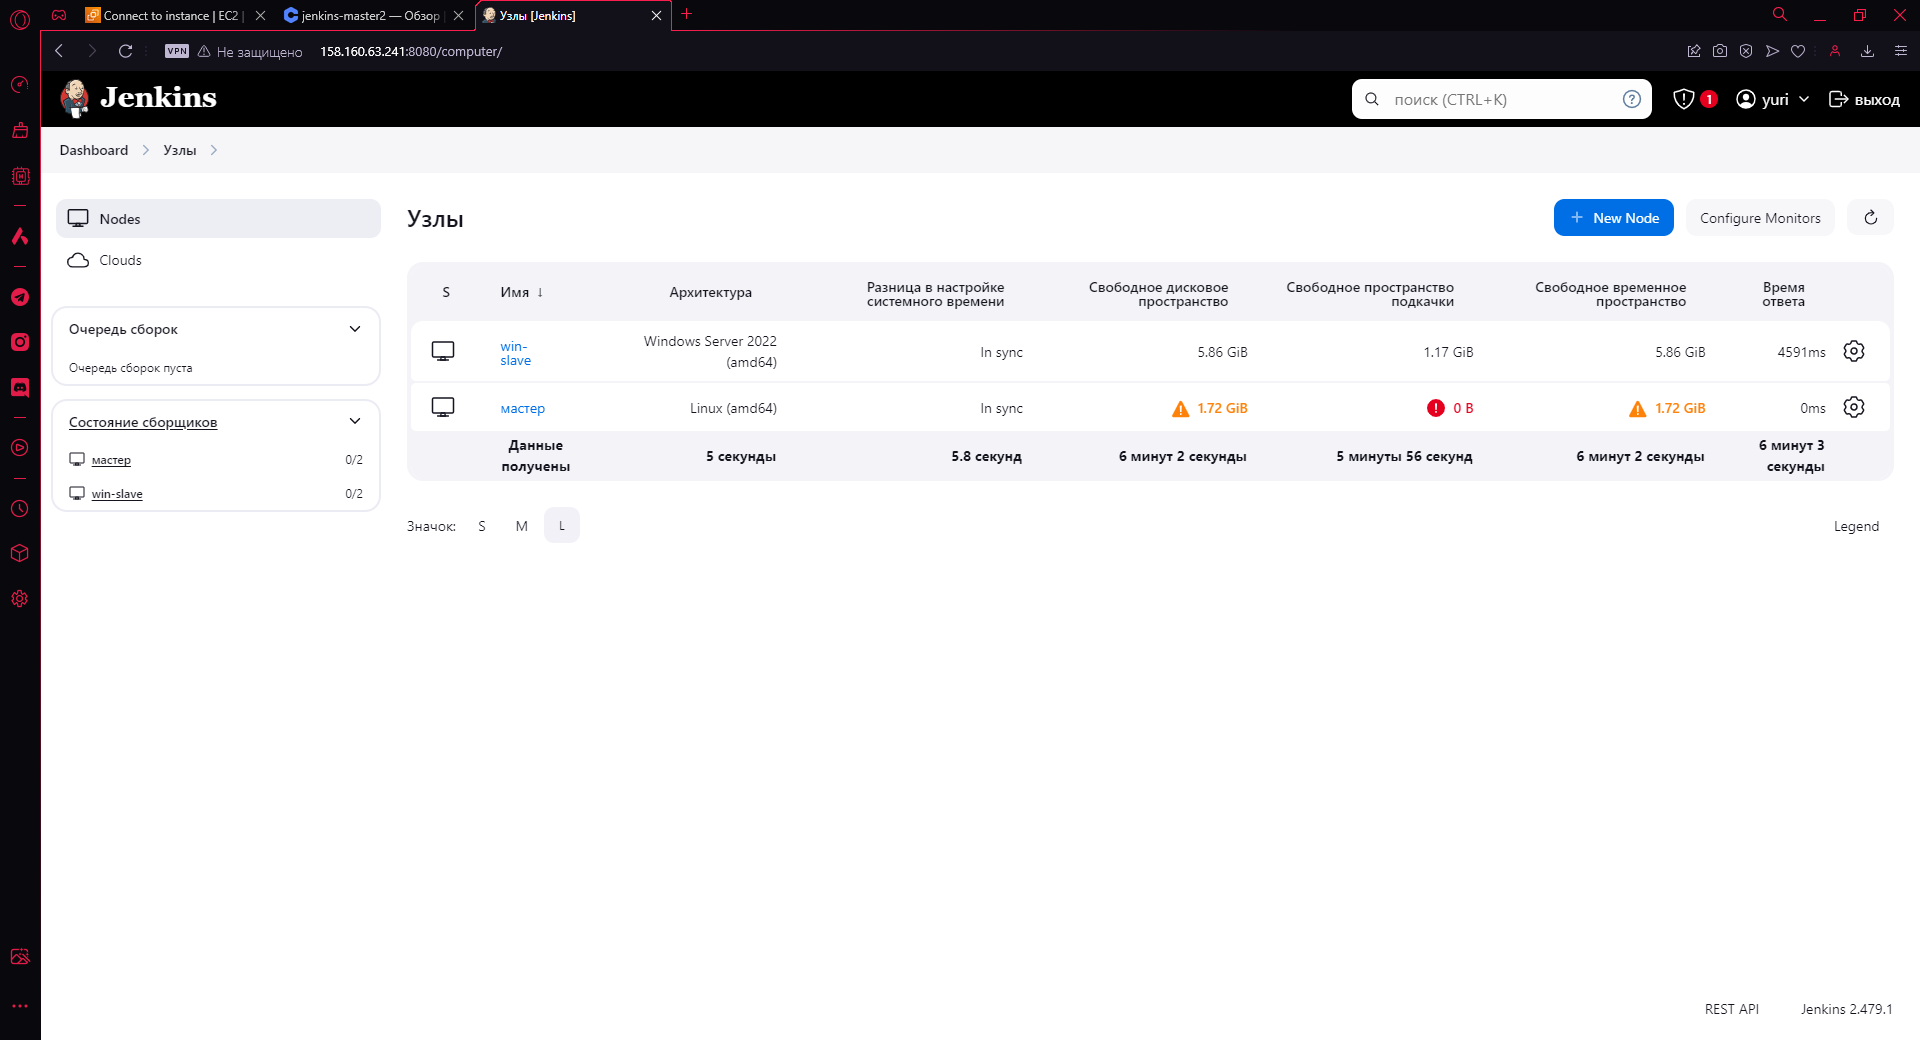 Connect to instance | EC2 |
jenkins-master2 — Обзор
Узлы [Jenkins]
VPN
Не защищено
158.160.63.241:8080/computer/
Jenkins
поиск (CTRL+K)
?
1
yuri
выход
Dashboard
Узлы
Nodes
Clouds
Очередь сборок
Очередь сборок пуста
Состояние сборщиков
мастер 0/2
win-slave 0/2
Узлы
+ New Node
Configure Monitors
S
Имя ↓
Архитектура
Разница в настройке
системного времени
Свободное дисковое
пространство
Свободное пространство
подкачки
Свободное временное
пространство
Время
ответа
win-
slave
Windows Server 2022
(amd64)
In sync
5.86 GiB
1.17 GiB
5.86 GiB
4591ms
мастер
Linux (amd64)
In sync
1.72 GiB
0 B
1.72 GiB
0ms
Данные
получены
5 секунды
5.8 секунд
6 минут 2 секунды
5 минуты 56 секунд
6 минут 2 секунды
6 минут 3
секунды
Значок:
S
M
L
Legend
REST API
Jenkins 2.479.1